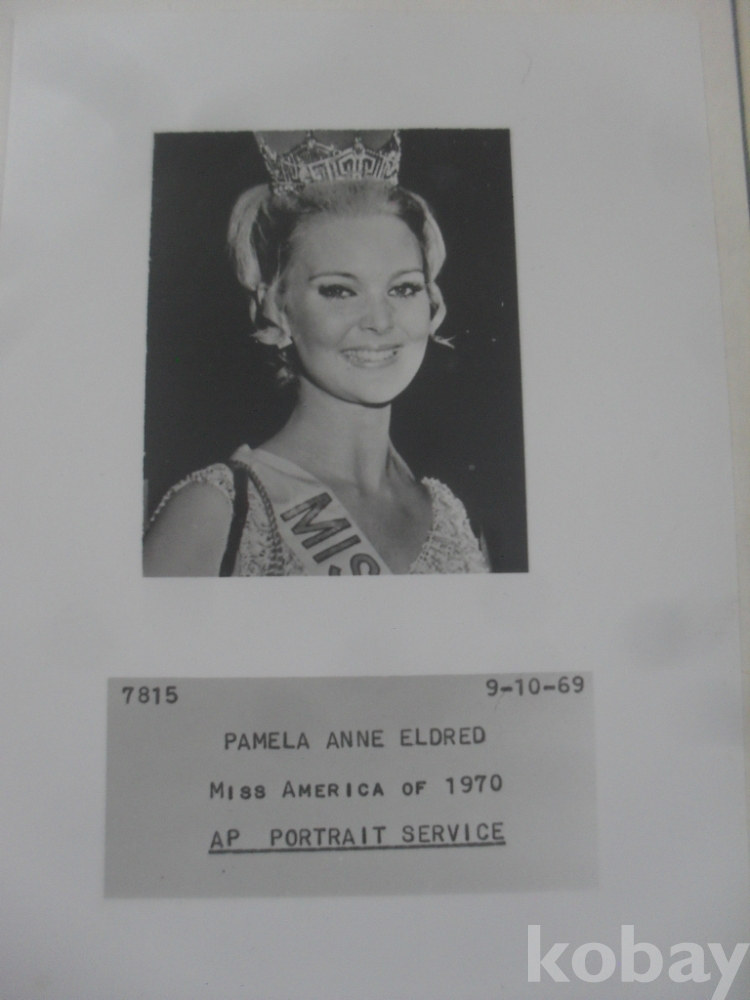 MIS
7815 9-10-69
PAMELA ANNE ELDRED
MISS AMERICA OF 1970
AP PORTRAIT SERVICE
kobay